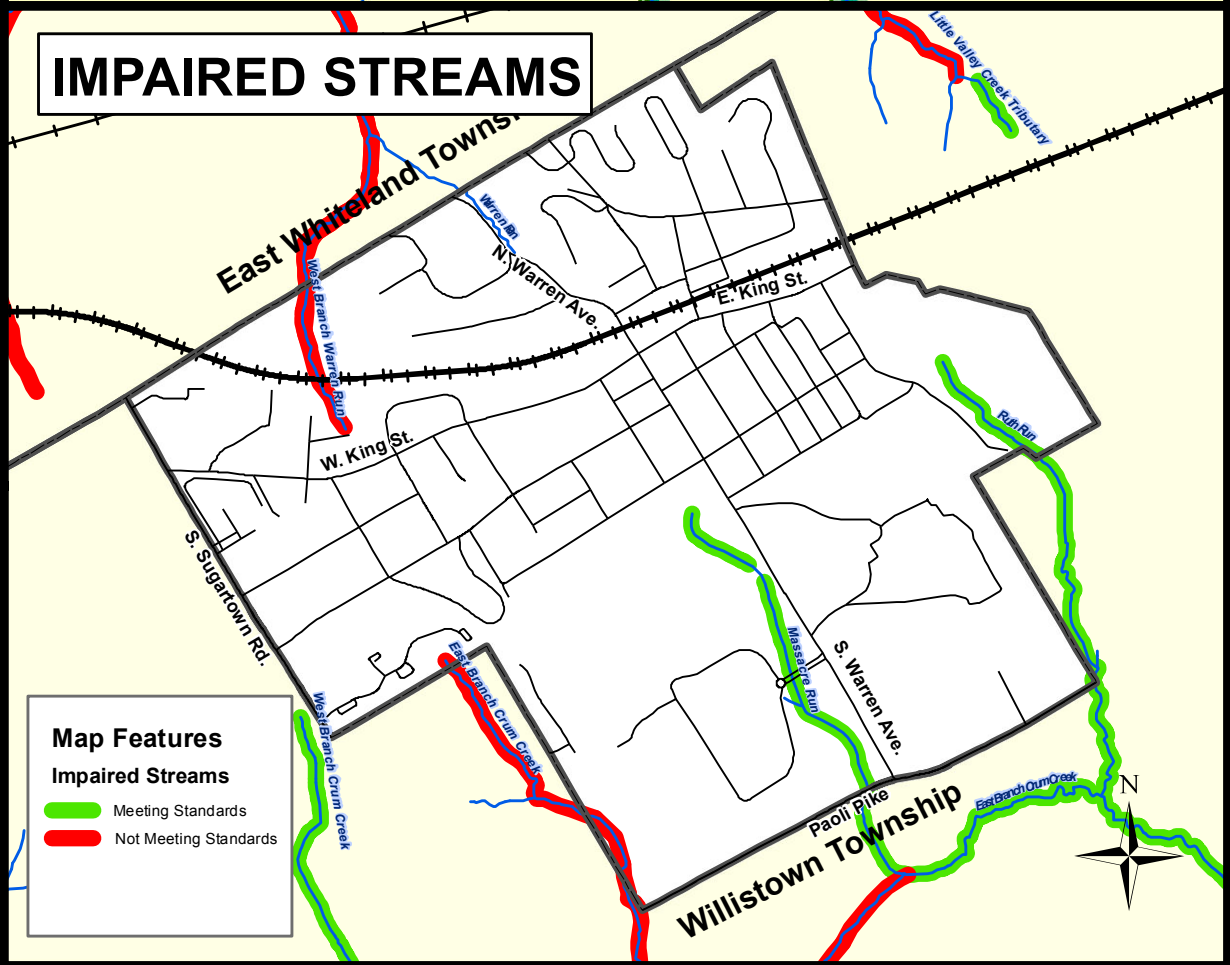 IMPAIRED STREAMS
Little Valley Creek Tributary
East Whiteland Townsh
Warren Run
N. Warren Ave.
E. King St.
West Branch Warren Run
W. King St.
Ruth Run
S. Sugartown Rd.
East Branch Crum Creek
Massacre Run
S. Warren Ave.
West Branch Crum Creek
Map Features
Impaired Streams
Meeting Standards
Not Meeting Standards
East Branch Crum Creek
N
Paoli Pike
Willistown Township